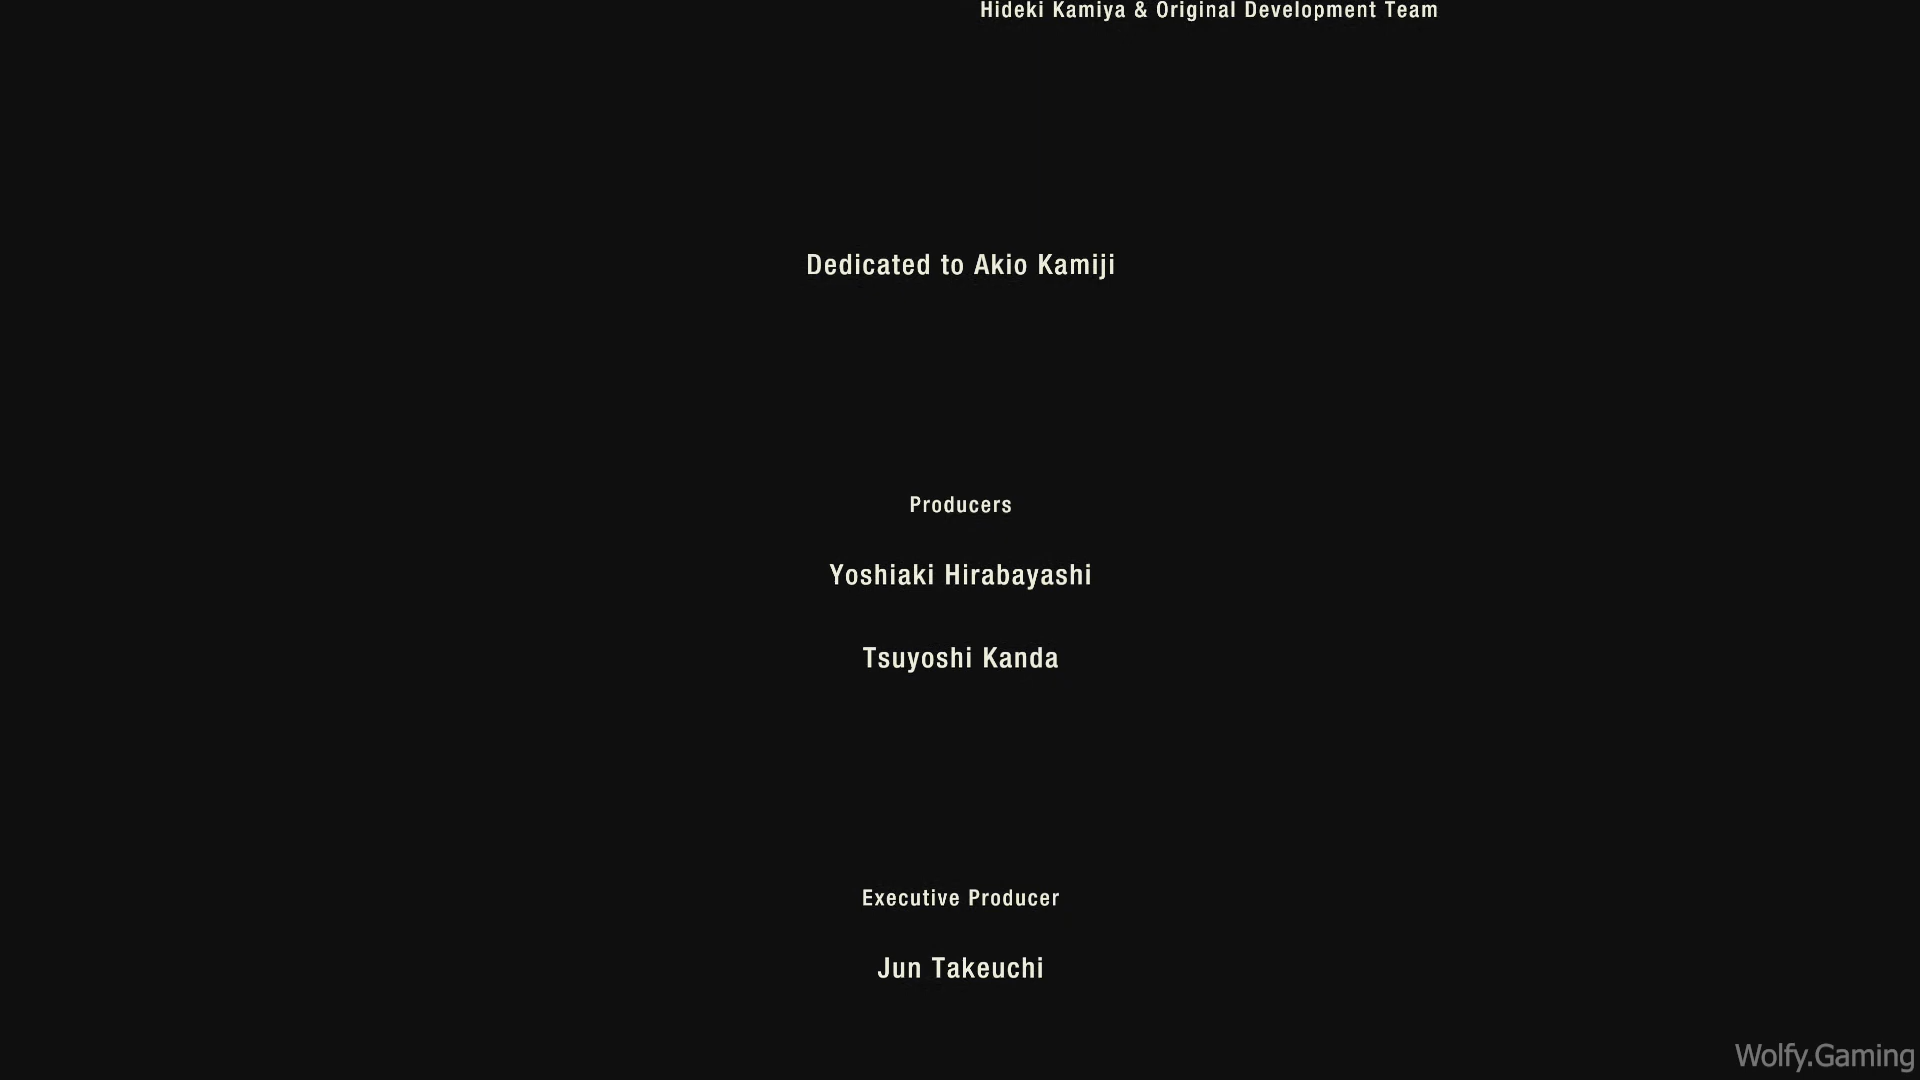 Hideki Kamiya & Original Development Team
Dedicated to Akio Kamiji
Producers
Yoshiaki Hirabayashi
Tsuyoshi Kanda
Executive Producer
Jun Takeuchi
Wolfy.Gaming